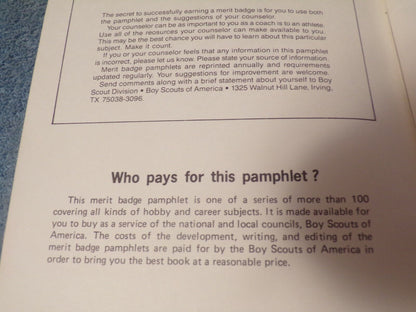 The secret to successfully earning a merit badge is for you to use both
the pamphlet and the suggestions of your counselor.
Your counselor can be as important to you as a coach is to an athlete.
Use all of the resources your counselor can make available to you.
This may be the best chance you will have to learn about this particular
subject. Make it count.
If you or your counselor feels that any information in this pamphlet
is incorrect, please let us know. Please state your source of information.
Merit badge pamphlets are reprinted annually and requirements
updated regularly. Your suggestions for improvement are welcome.
Send comments along with a brief statement about yourself to Boy
Scout Division • Boy Scouts of America • 1325 Walnut Hill Lane, Irving,
TX 75038-3096.
Who pays for this pamphlet?
This merit badge pamphlet is one of a series of more than 100
covering all kinds of hobby and career subjects. It is made available for
you to buy as a service of the national and local councils, Boy Scouts of
America. The costs of the development, writing, and editing of the
merit badge pamphlets are paid for by the Boy Scouts of America in
order to bring you the best book at a reasonable price.